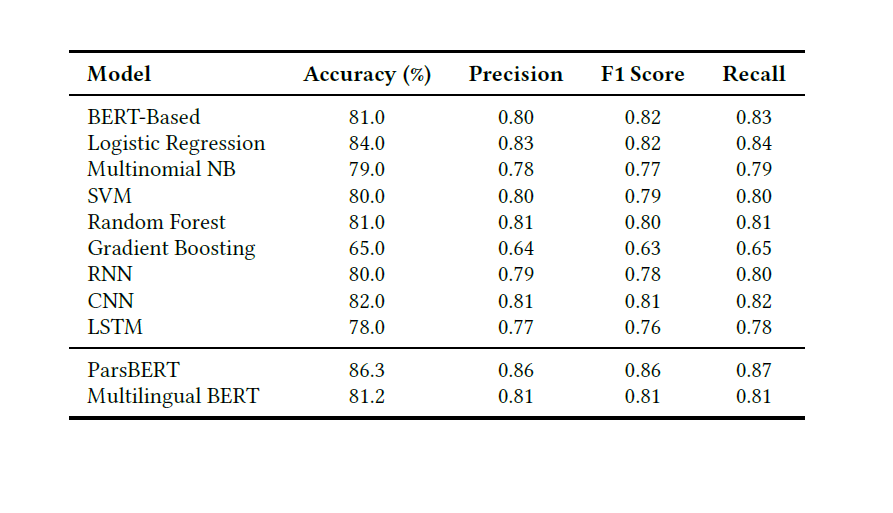 Model Accuracy (%) Precision F1 Score Recall
BERT-Based 81.0 0.80 0.82 0.83
Logistic Regression 84.0 0.83 0.82 0.84
Multinomial NB 79.0 0.78 0.77 0.79
SVM 80.0 0.80 0.79 0.80
Random Forest 81.0 0.81 0.80 0.81
Gradient Boosting 65.0 0.64 0.63 0.65
RNN 80.0 0.79 0.78 0.80
CNN 82.0 0.81 0.81 0.82
LSTM 78.0 0.77 0.76 0.78
ParsBERT 86.3 0.86 0.86 0.87
Multilingual BERT 81.2 0.81 0.81 0.81